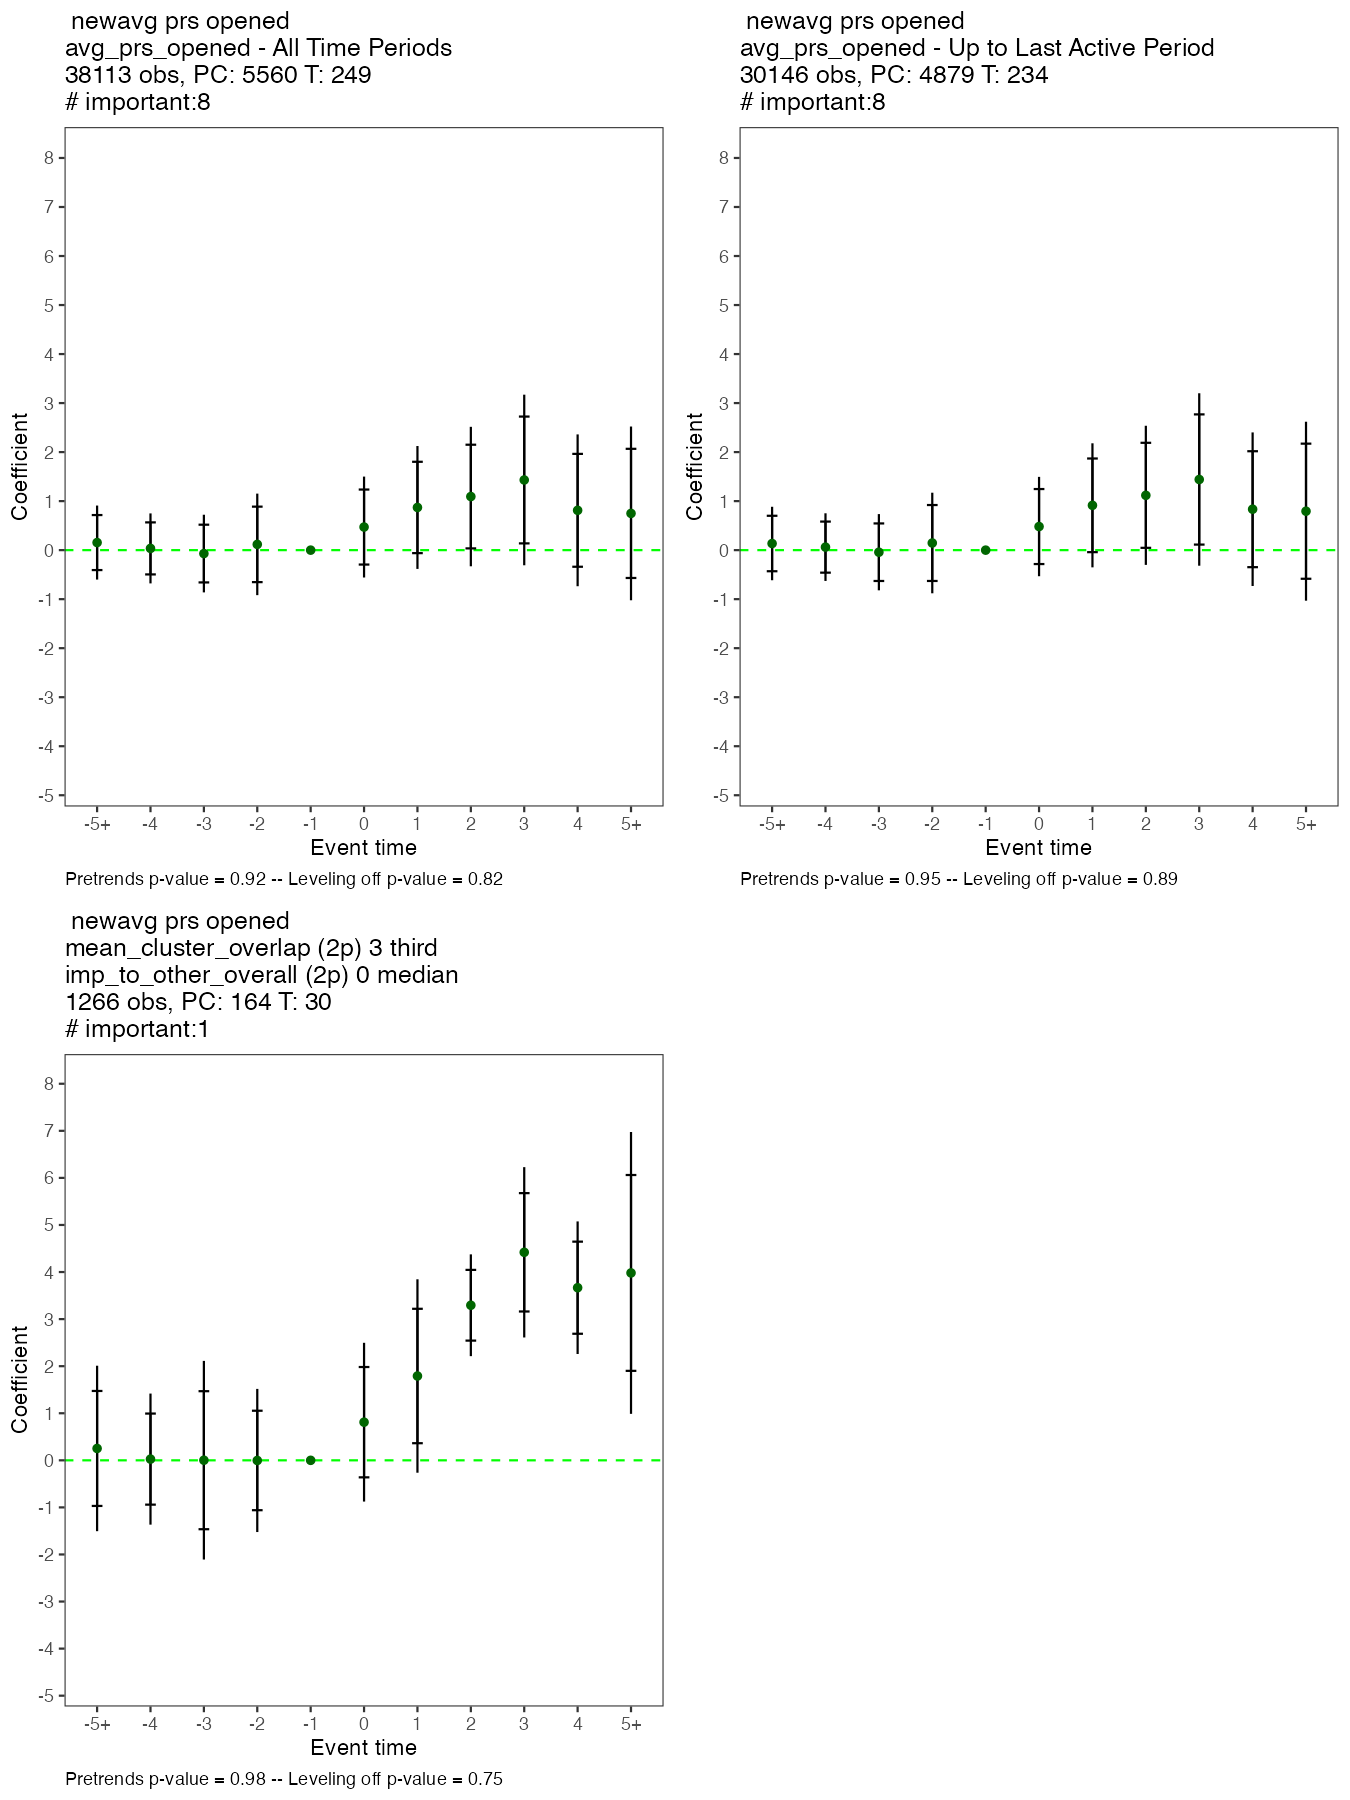 newavg prs opened
avg_prs_opened - All Time Periods
38113 obs, PC: 5560 T: 249
# important:8
8
7
6
5
4
3
2
1
0
-1
-2
-3
-4
-5
Coefficient
-5+ -4 -3 -2 -1 0 1 2 3 4 5+
Event time
Pretrends p-value = 0.92 -- Leveling off p-value = 0.82
newavg prs opened
avg_prs_opened - Up to Last Active Period
30146 obs, PC: 4879 T: 234
# important:8
8
7
6
5
4
3
2
1
0
-1
-2
-3
-4
-5
Coefficient
-5+ -4 -3 -2 -1 0 1 2 3 4 5+
Event time
Pretrends p-value = 0.95 -- Leveling off p-value = 0.89
newavg prs opened
mean_cluster_overlap (2p) 3 third
imp_to_other_overall (2p) 0 median
1266 obs, PC: 164 T: 30
# important:1
8
7
6
5
4
3
2
1
0
-1
-2
-3
-4
-5
Coefficient
-5+ -4 -3 -2 -1 0 1 2 3 4 5+
Event time
Pretrends p-value = 0.98 -- Leveling off p-value = 0.75